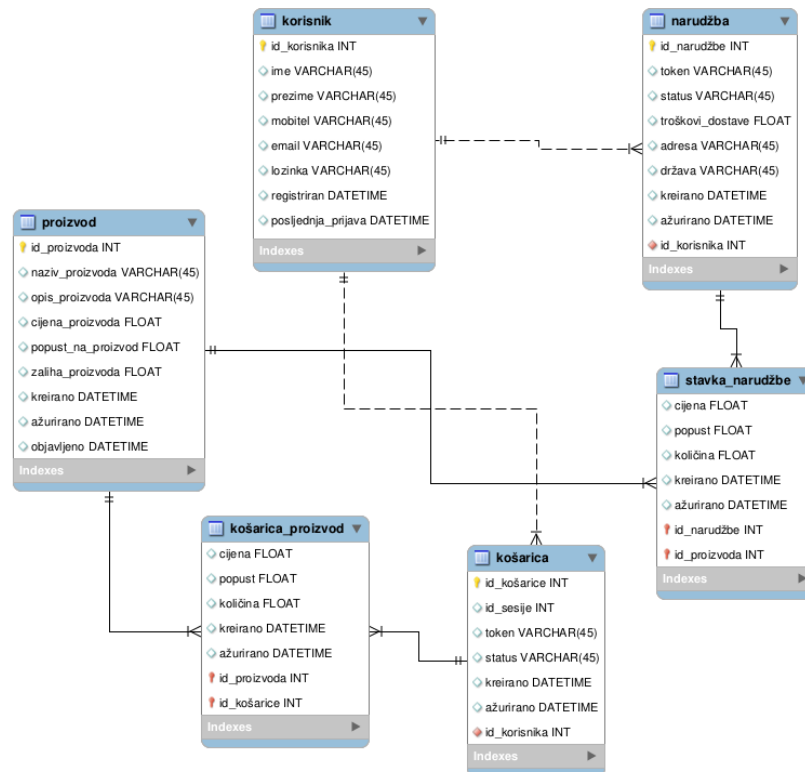 korisnik
id_korisnika INT
ime VARCHAR(45)
prezime VARCHAR(45)
mobitel VARCHAR(45)
email VARCHAR(45)
lozinka VARCHAR(45)
registriran DATETIME
posljednja_prijava DATETIME
Indexes
narudžba
id_narudžbe INT
token VARCHAR(45)
status VARCHAR(45)
troškovi_dostave FLOAT
adresa VARCHAR(45)
država VARCHAR(45)
kreirano DATETIME
ažurirano DATETIME
id_korisnika INT
Indexes
proizvod
id_proizvoda INT
naziv_proizvoda VARCHAR(45)
opis_proizvoda VARCHAR(45)
cijena_proizvoda FLOAT
popust_na_proizvod FLOAT
zaliha_proizvoda FLOAT
kreirano DATETIME
ažurirano DATETIME
objavljeno DATETIME
Indexes
stavka_narudžbe
cijena FLOAT
popust FLOAT
količina FLOAT
kreirano DATETIME
ažurirano DATETIME
id_narudžbe INT
id_proizvoda INT
Indexes
košarica_proizvod
cijena FLOAT
popust FLOAT
količina FLOAT
kreirano DATETIME
ažurirano DATETIME
id_proizvoda INT
id_košarice INT
Indexes
košarica
id_košarice INT
id_sesije INT
token VARCHAR(45)
status VARCHAR(45)
kreirano DATETIME
ažurirano DATETIME
id_korisnika INT
Indexes